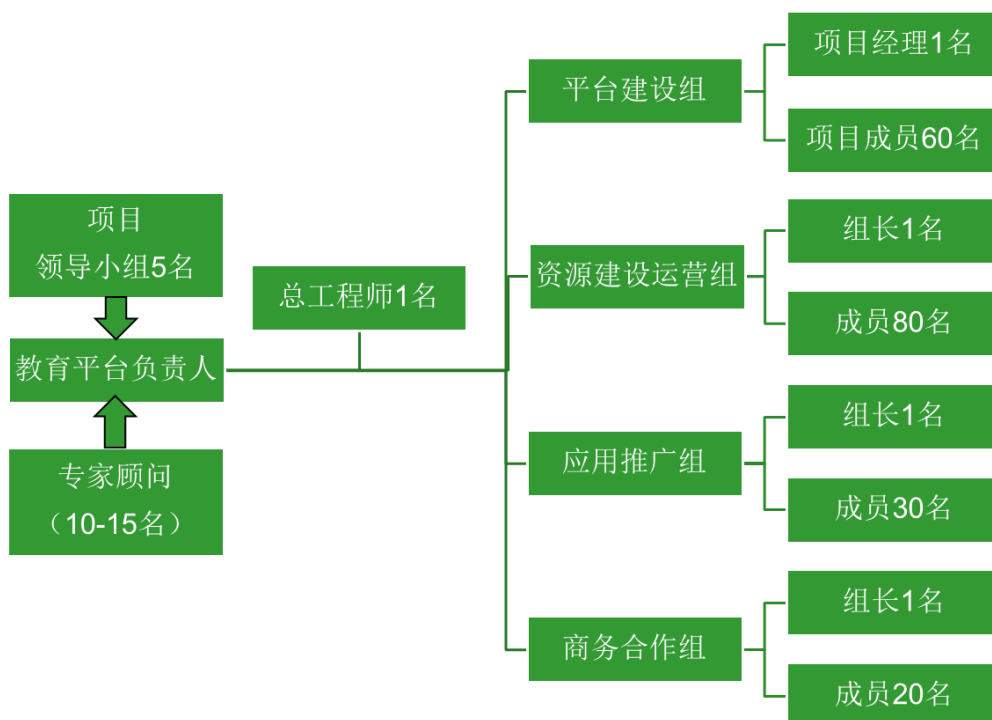 项目
领导小组5名
教育平台负责人
专家顾问
（10-15名）
总工程师1名
平台建设组
项目经理1名
项目成员60名
资源建设运营组
组长1名
成员80名
应用推广组
组长1名
成员30名
商务合作组
组长1名
成员20名